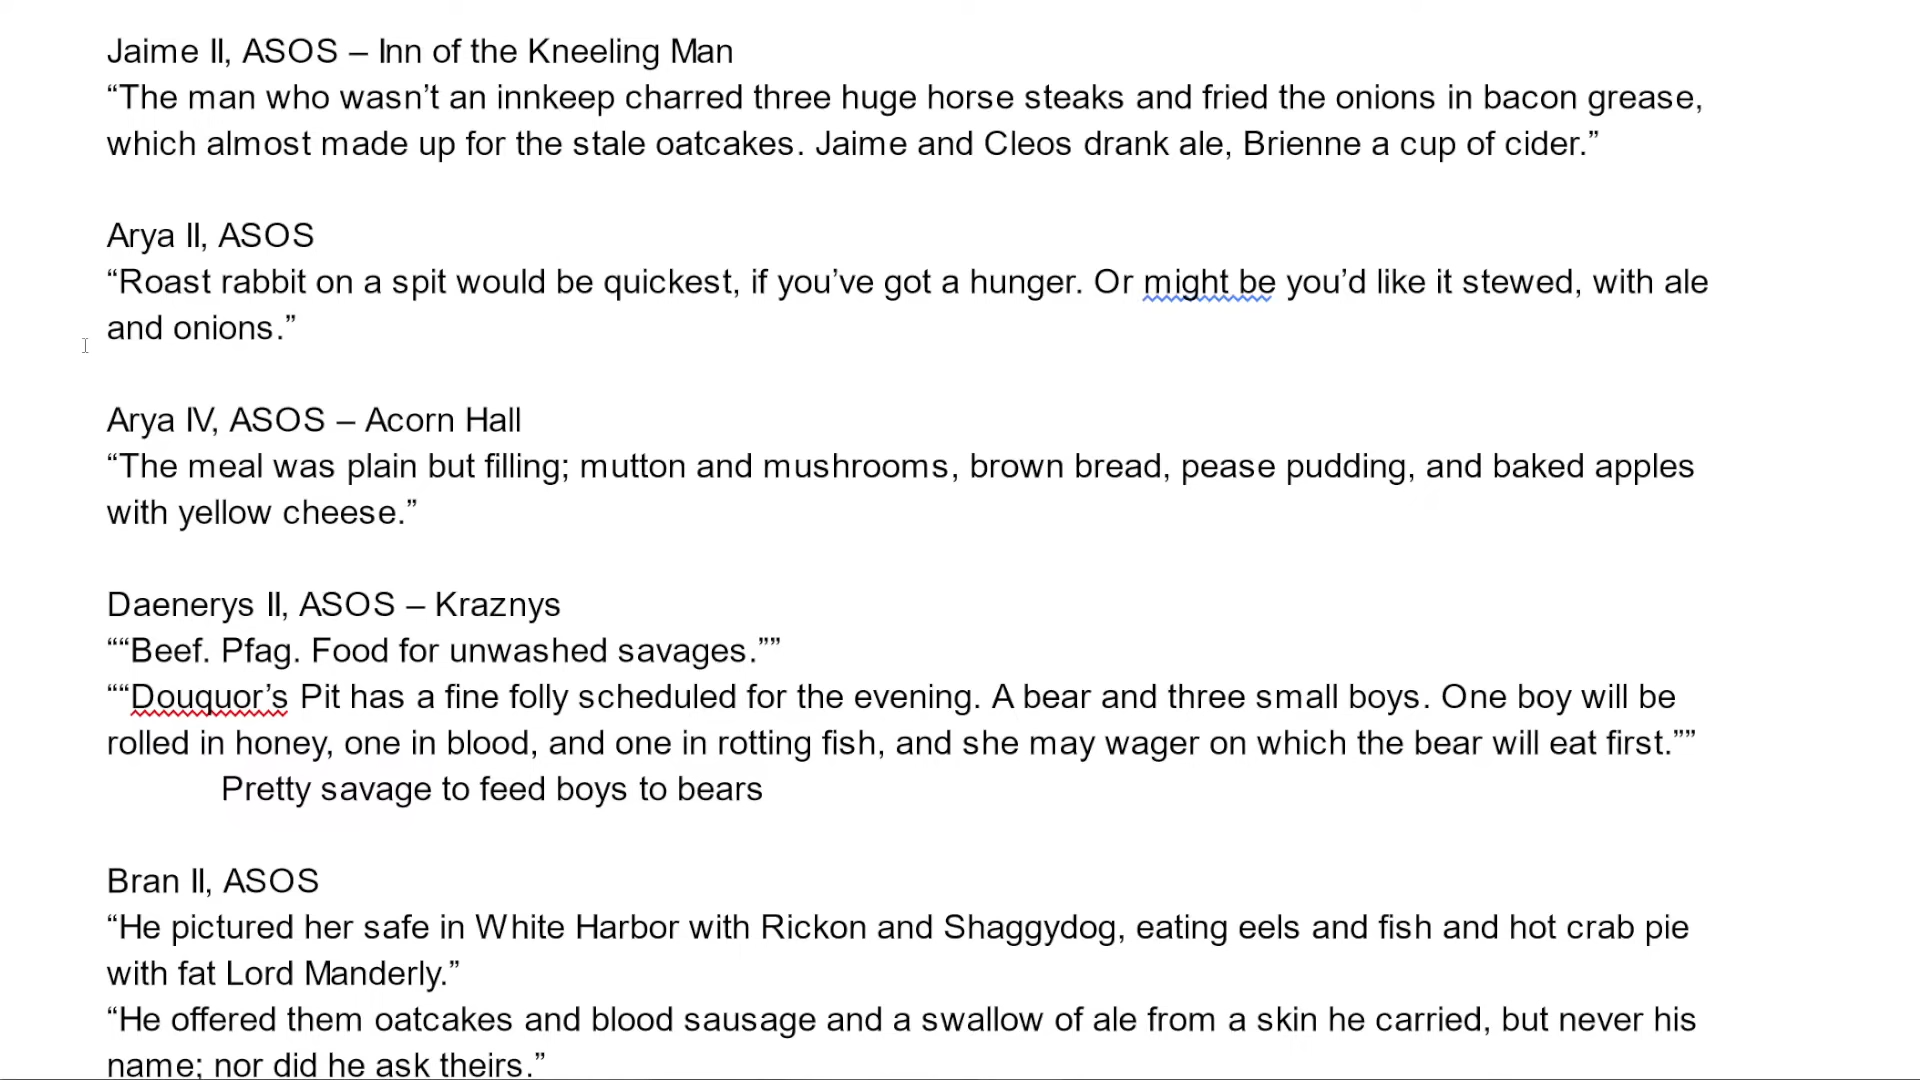 Jaime II, ASOS – Inn of the Kneeling Man
“The man who wasn’t an innkeep charred three huge horse steaks and fried the onions in bacon grease,
which almost made up for the stale oatcakes. Jaime and Cleos drank ale, Brienne a cup of cider.”
Arya II, ASOS
“Roast rabbit on a spit would be quickest, if you’ve got a hunger. Or might be you’d like it stewed, with ale
and onions.”
Arya IV, ASOS – Acorn Hall
“The meal was plain but filling; mutton and mushrooms, brown bread, pease pudding, and baked apples
with yellow cheese.”
Daenerys II, ASOS – Kraznys
““Beef. Pfag. Food for unwashed savages.””
““Douquor’s Pit has a fine folly scheduled for the evening. A bear and three small boys. One boy will be
rolled in honey, one in blood, and one in rotting fish, and she may wager on which the bear will eat first.””
Pretty savage to feed boys to bears
Bran II, ASOS
“He pictured her safe in White Harbor with Rickon and Shaggydog, eating eels and fish and hot crab pie
with fat Lord Manderly.”
“He offered them oatcakes and blood sausage and a swallow of ale from a skin he carried, but never his
name; nor did he ask theirs.”